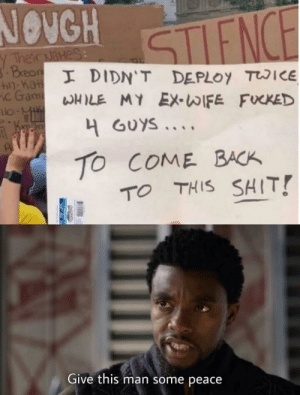 NOUGH
STIENCE
I DIDN'T DEPLOY TWICE
WHILE MY EX-WIFE FUCKED
4 GUYS....
TO COME BACK
TO THIS SHIT!
Give this man some peace